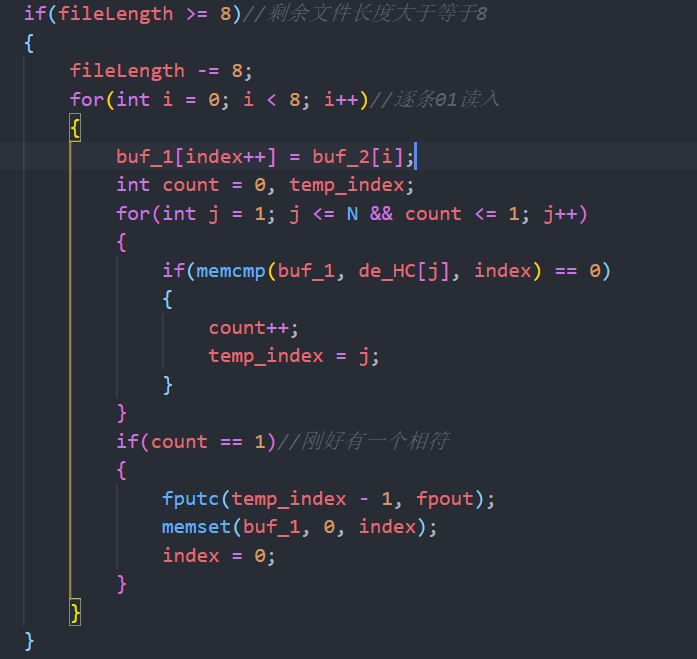 if(fileLength >= 8)//剩余文件长度大于等于8
{
fileLength -= 8;
for(int i = 0; i < 8; i++)//逐条01读入
{
buf_1[index++] = buf_2[i];
int count = 0, temp_index;
for(int j = 1; j <= N && count <= 1; j++)
{
if(memcmp(buf_1, de_HC[j], index) == 0)
{
count++;
temp_index = j;
}
}
if(count == 1)//刚好有一个相符
{
fputc(temp_index - 1, fpout);
memset(buf_1, 0, index);
index = 0;
}
}
}